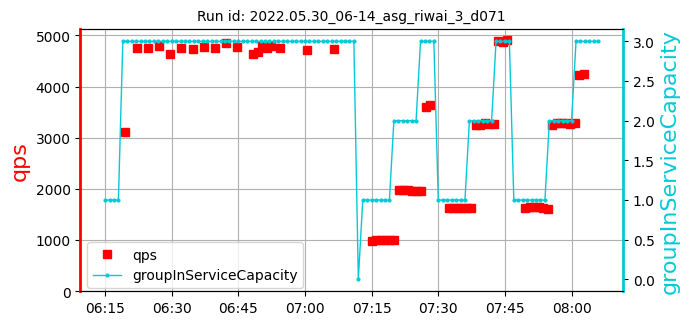 Run id: 2022.05.30_06-14_asg_riwai_3_d071
5000
4000
3000
2000
1000
0
qps
3.0
2.5
2.0
1.5
1.0
0.5
0.0
groupInServiceCapacity
qps
groupInServiceCapacity
06:15 06:30 06:45 07:00 07:15 07:30 07:45 08:00